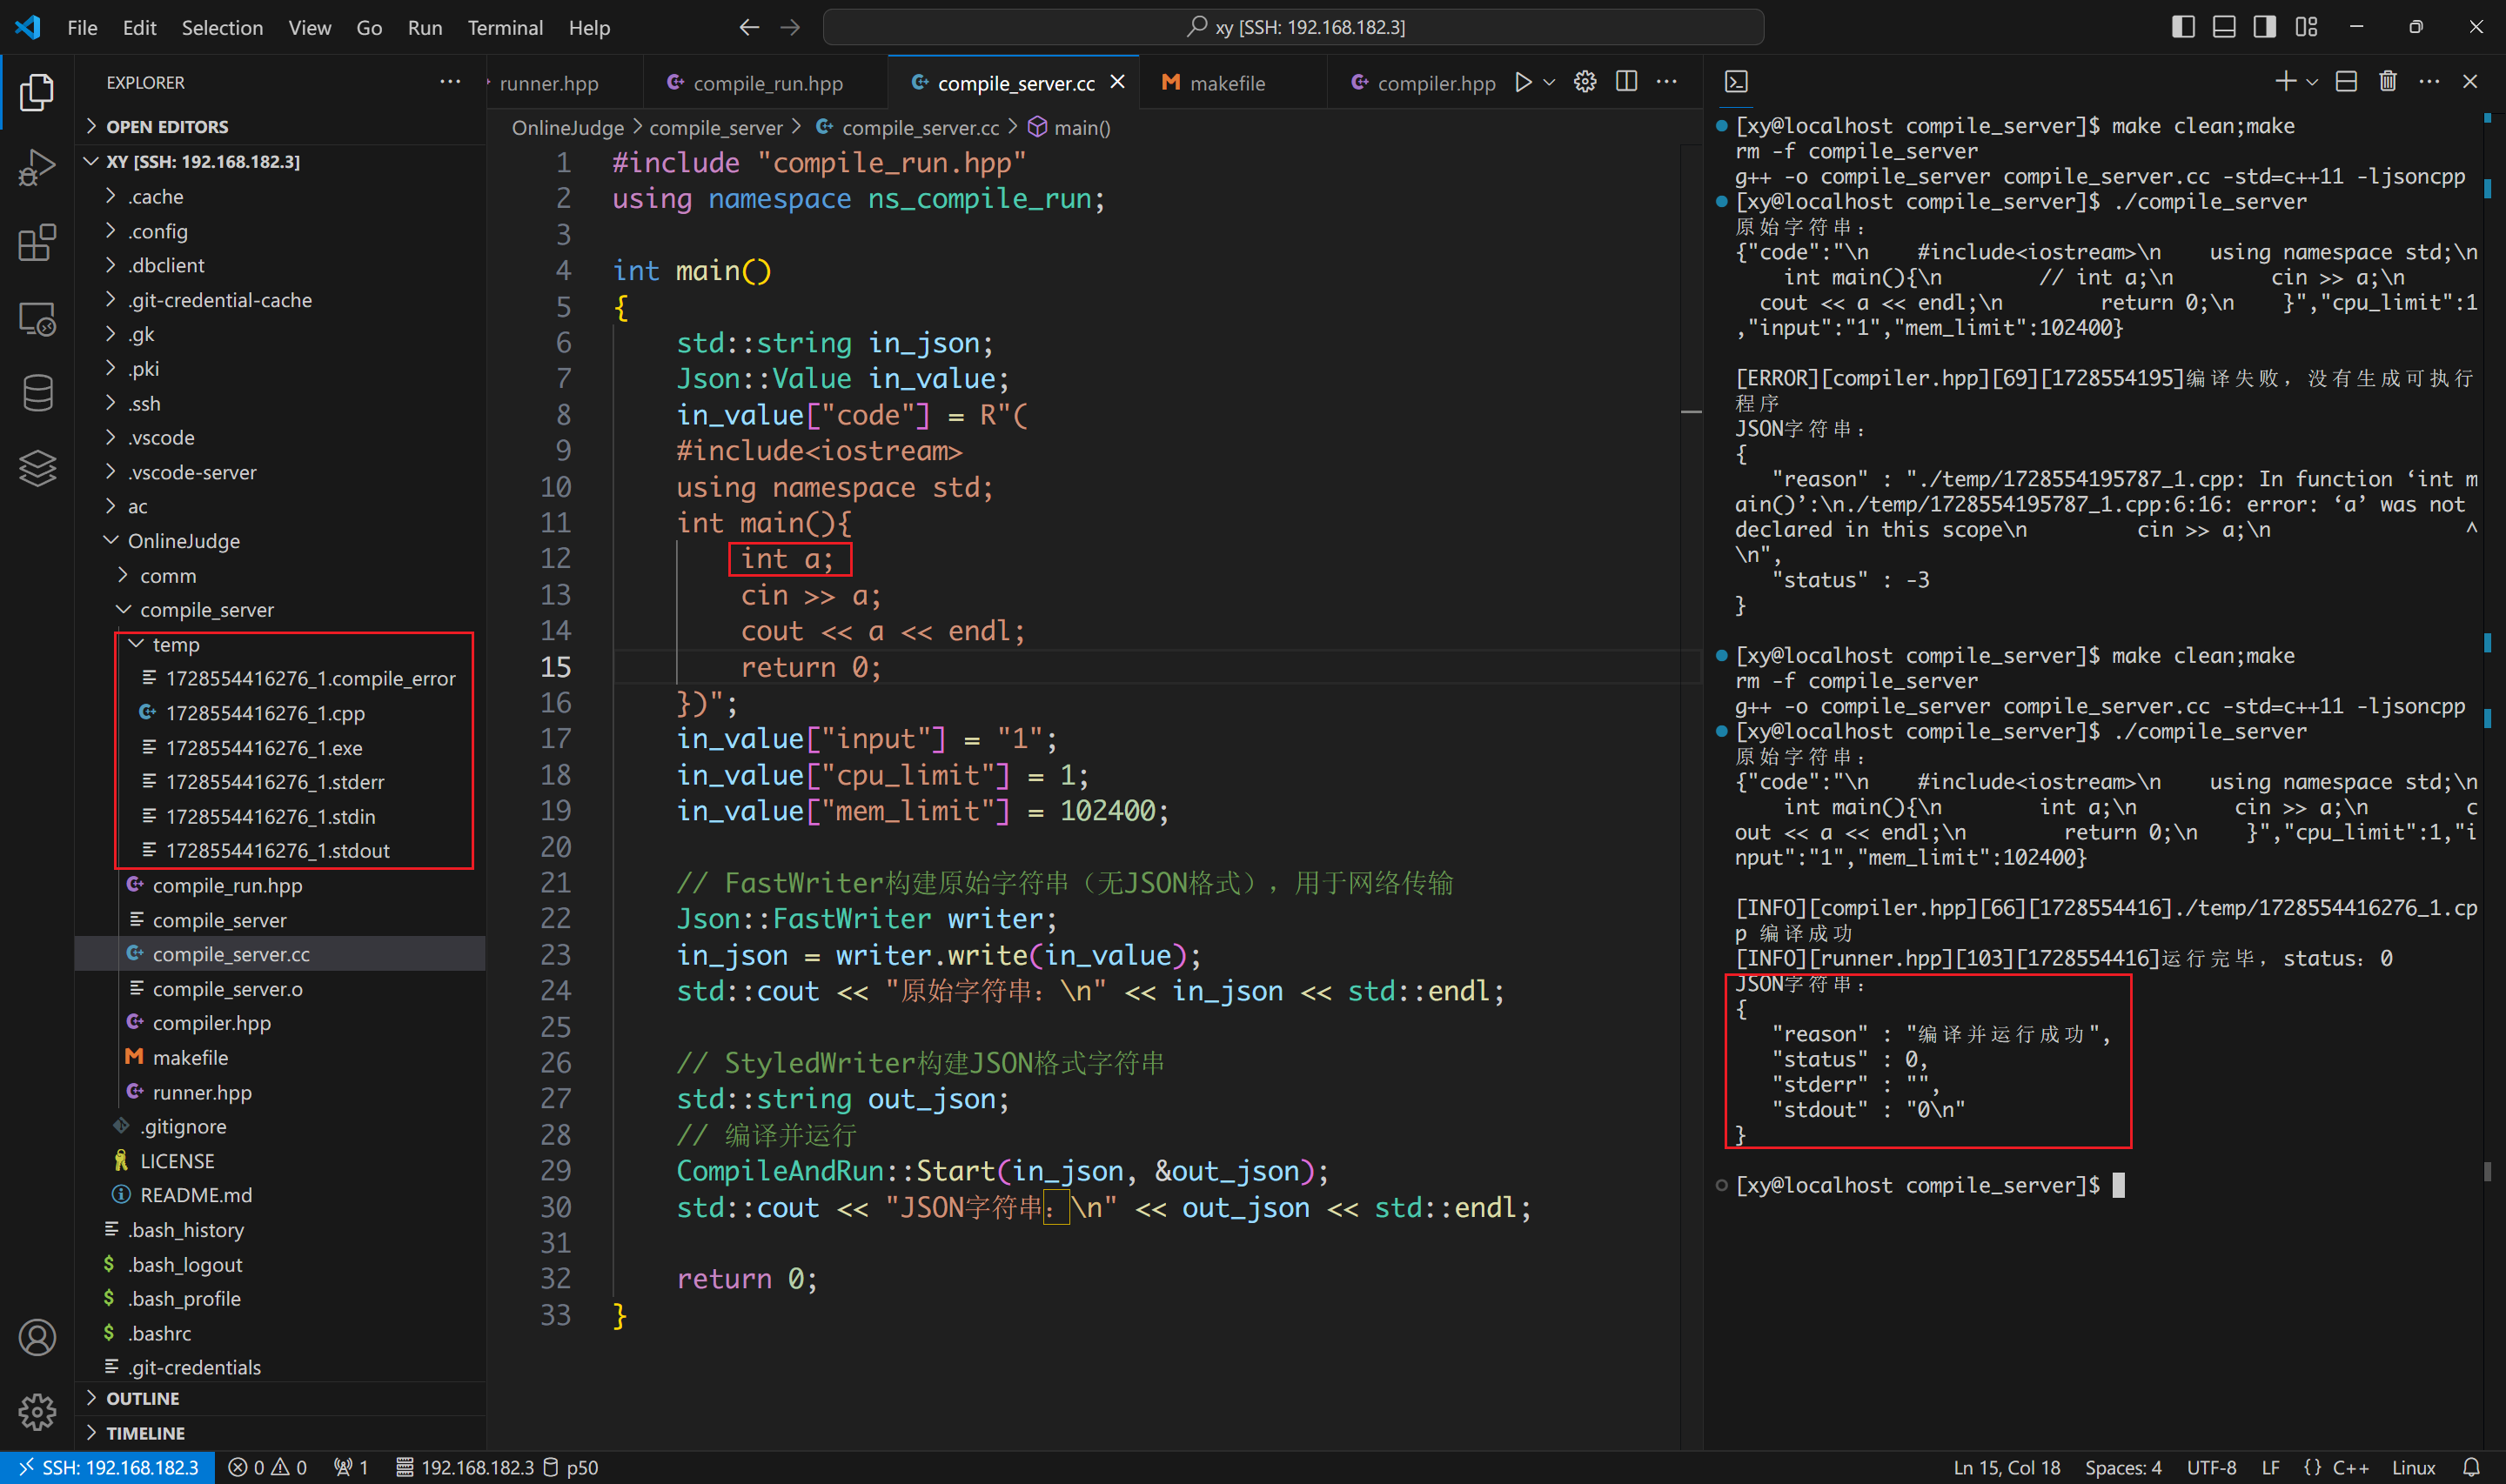 File Edit Selection View Go Run Terminal Help
xy [SSH: 192.168.182.3]
EXPLORER
OPEN EDITORS
XY [SSH: 192.168.182.3]
.cache
.config
.dbclient
.git-credential-cache
.gk
.pki
.ssh
.vscode
.vscode-server
ac
OnlineJudge
comm
compile_server
temp
1728554416276_1.compile_error
1728554416276_1.cpp
1728554416276_1.exe
1728554416276_1.stderr
1728554416276_1.stdin
1728554416276_1.stdout
compile_run.hpp
compile_server
compile_server.cc
compile_server.o
compiler.hpp
makefile
runner.hpp
.gitignore
LICENSE
README.md
.bash_history
.bash_logout
.bash_profile
.bashrc
.git-credentials
OUTLINE
TIMELINE
runner.hpp compile_run.hpp compile_server.cc makefile compiler.hpp
OnlineJudge > compile_server > compile_server.cc > main()
1 #include "compile_run.hpp"
2 using namespace ns_compile_run;
3
4 int main()
5 {
6 std::string in_json;
7 Json::Value in_value;
8 in_value["code"] = R"(
9 #include<iostream>
10 using namespace std;
11 int main(){
12 int a;
13 cin >> a;
14 cout << a << endl;
15 return 0;
16 })";
17 in_value["input"] = "1";
18 in_value["cpu_limit"] = 1;
19 in_value["mem_limit"] = 102400;
20
21 // FastWriter构建原始字符串（无JSON格式），用于网络传输
22 Json::FastWriter writer;
23 in_json = writer.write(in_value);
24 std::cout << "原始字符串：\n" << in_json << std::endl;
25
26 // StyledWriter构建JSON格式字符串
27 std::string out_json;
28 // 编译并运行
29 CompileAndRun::Start(in_json, &out_json);
30 std::cout << "JSON字符串：\n" << out_json << std::endl;
31
32 return 0;
33 }
[xy@localhost compile_server]$ make clean;make
rm -f compile_server
g++ -o compile_server compile_server.cc -std=c++11 -ljsoncpp
[xy@localhost compile_server]$ ./compile_server
原始字符串：
{"code":"\n    #include<iostream>\n    using namespace std;\n
    int main(){\n        // int a;\n        cin >> a;\n
  cout << a << endl;\n        return 0;\n    }","cpu_limit":1
,"input":"1","mem_limit":102400}
[ERROR][compiler.hpp][69][1728554195]编译失败，没有生成可执行
程序
JSON字符串：
{
   "reason" : "./temp/1728554195787_1.cpp: In function ‘int m
ain()’:\n./temp/1728554195787_1.cpp:6:16: error: ‘a’ was not
declared in this scope\n         cin >> a;\n                ^
\n",
   "status" : -3
}
[xy@localhost compile_server]$ make clean;make
rm -f compile_server
g++ -o compile_server compile_server.cc -std=c++11 -ljsoncpp
[xy@localhost compile_server]$ ./compile_server
原始字符串：
{"code":"\n    #include<iostream>\n    using namespace std;\n
    int main(){\n        int a;\n        cin >> a;\n        c
out << a << endl;\n        return 0;\n    }","cpu_limit":1,"i
nput":"1","mem_limit":102400}
[INFO][compiler.hpp][66][1728554416]./temp/1728554416276_1.cp
p 编译成功
[INFO][runner.hpp][103][1728554416]运行完毕，status：0
JSON字符串：
{
   "reason" : "编译并运行成功",
   "status" : 0,
   "stderr" : "",
   "stdout" : "0\n"
}
[xy@localhost compile_server]$
SSH: 192.168.182.3 0 0 1 192.168.182.3 p50 Ln 15, Col 18 Spaces: 4 UTF-8 LF {} C++ Linux